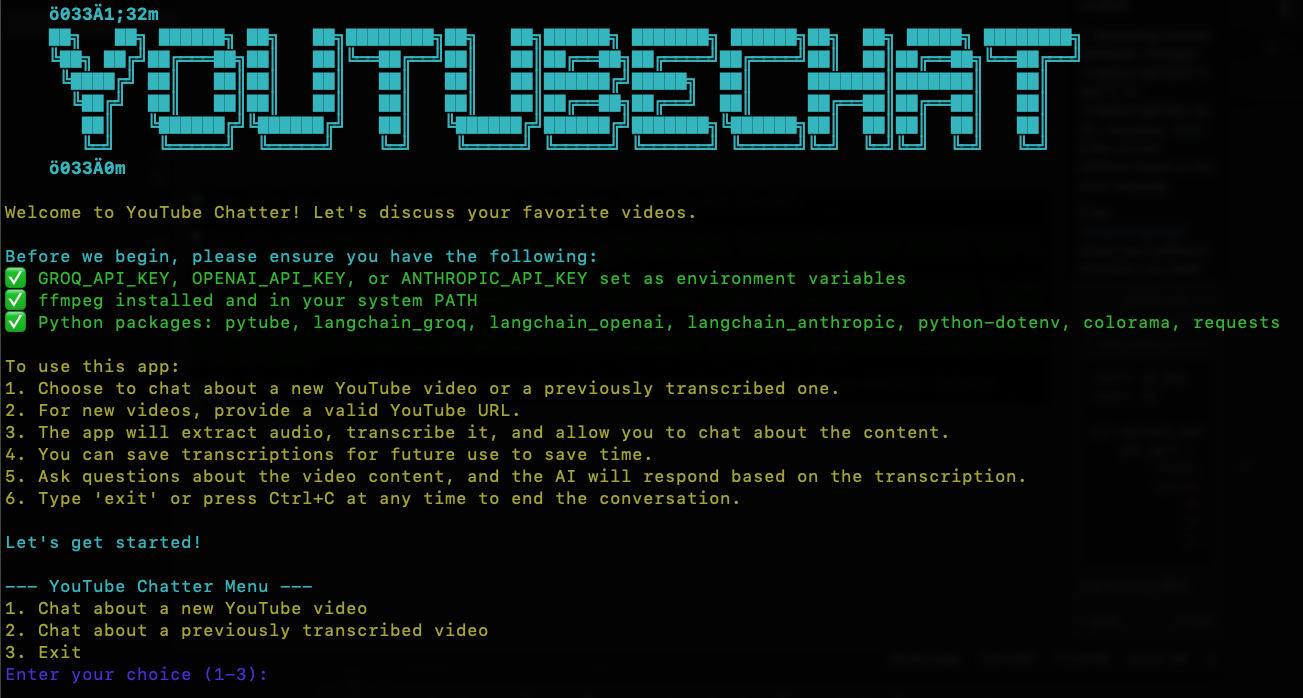 ö033Ä1;32m
YOUTUBECHAT
ö033Ä0m
Welcome to YouTube Chatter! Let's discuss your favorite videos.
Before we begin, please ensure you have the following:
✅ GROQ_API_KEY, OPENAI_API_KEY, or ANTHROPIC_API_KEY set as environment variables
✅ ffmpeg installed and in your system PATH
✅ Python packages: pytube, langchain_groq, langchain_openai, langchain_anthropic, python-dotenv, colorama, requests
To use this app:
1. Choose to chat about a new YouTube video or a previously transcribed one.
2. For new videos, provide a valid YouTube URL.
3. The app will extract audio, transcribe it, and allow you to chat about the content.
4. You can save transcriptions for future use to save time.
5. Ask questions about the video content, and the AI will respond based on the transcription.
6. Type 'exit' or press Ctrl+C at any time to end the conversation.
Let's get started!
--- YouTube Chatter Menu ---
1. Chat about a new YouTube video
2. Chat about a previously transcribed video
3. Exit
Enter your choice (1-3):